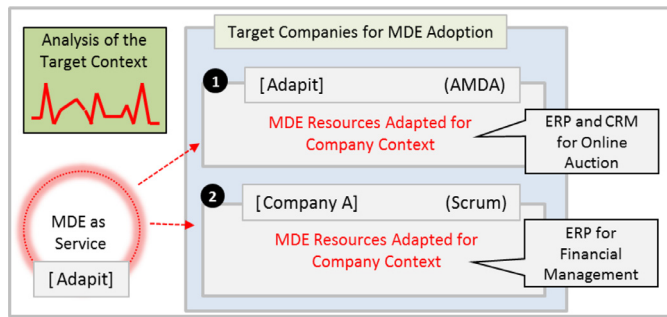 Analysis of the
Target Context
Target Companies for MDE Adoption
1
[Adapit] (AMDA)
MDE Resources Adapted for
Company Context
ERP and CRM
for Online
Auction
MDE as
Service
[Adapit]
2
[Company A] (Scrum)
MDE Resources Adapted for
Company Context
ERP for
Financial
Management